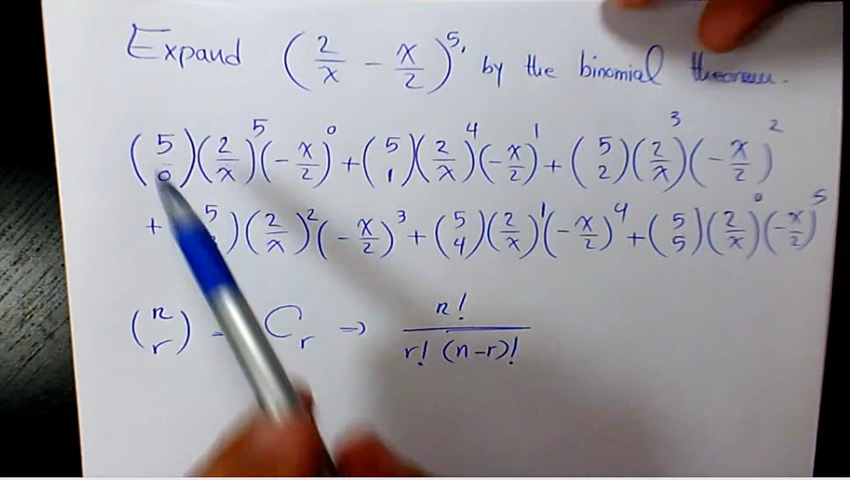 Expand (2/x - x/2)^5, by the binomial theorem.
(5 0)(2/x)^5(-x/2)^0 + (5 1)(2/x)^4(-x/2)^1 + (5 2)(2/x)^3(-x/2)^2
+ 5)(2/x)^2(-x/2)^3 + (5 4)(2/x)^1(-x/2)^4 + (5 5)(2/x)^0(-x/2)^5
(n r) = C_r => n!/r! (n-r)!